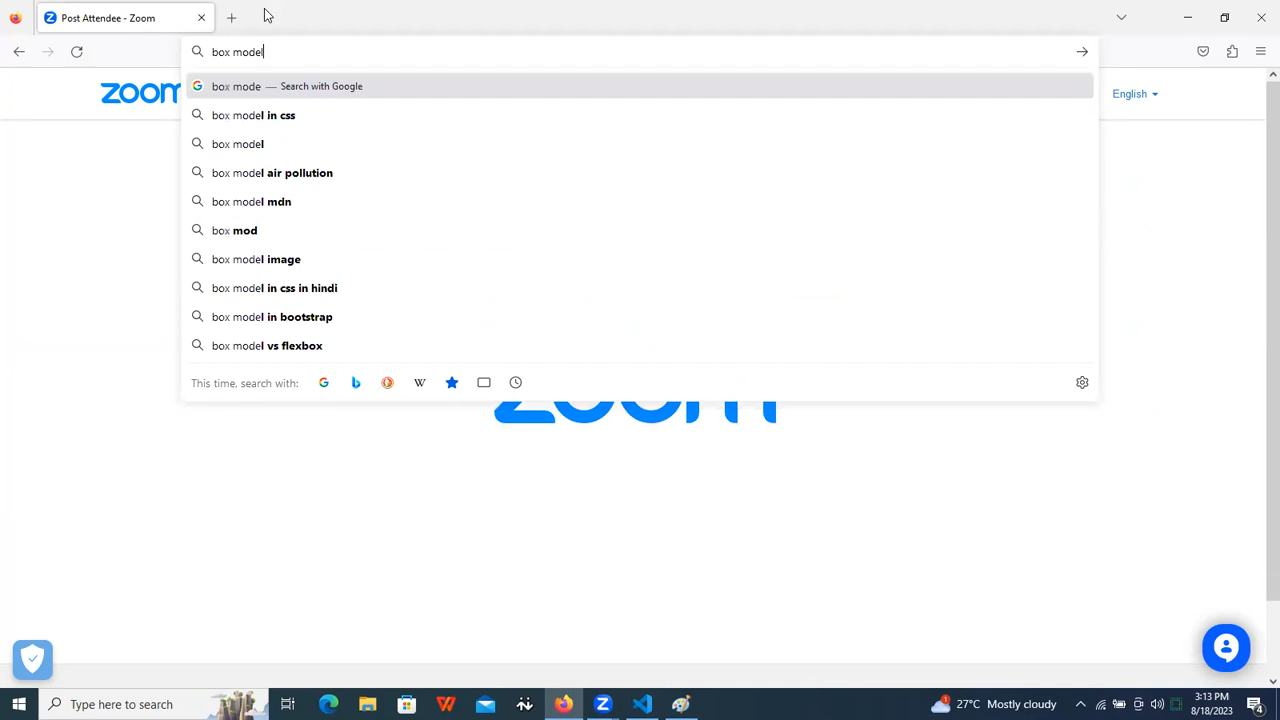 Post Attendee - Zoom
box model
zoom
English
box mode — Search with Google
box model in css
box model
box model air pollution
box model mdn
box mod
box model image
box model in css in hindi
box model in bootstrap
box model vs flexbox
This time, search with:
W
zoom
Type here to search
27°C Mostly cloudy
3:13 PM
8/18/2023
4